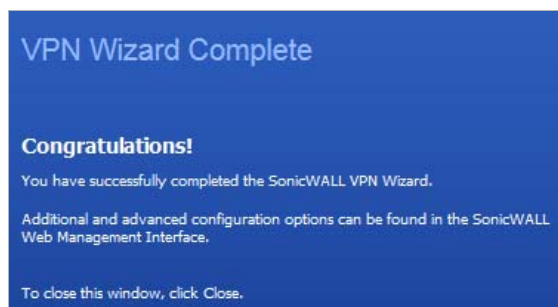 VPN Wizard Complete
Congratulations!
You have successfully completed the SonicWALL VPN Wizard.
Additional and advanced configuration options can be found in the SonicWALL
Web Management Interface.
To close this window, click Close.